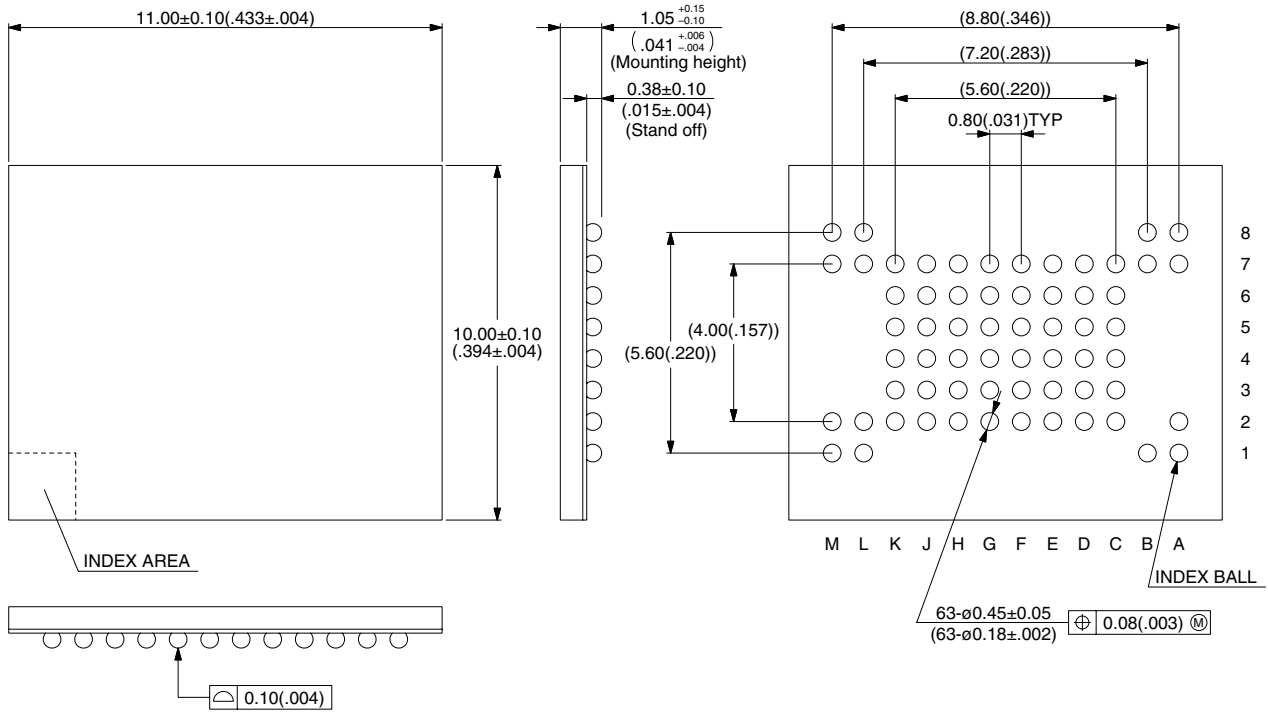 11.00±0.10(.433±.004)
1.05 +0.15 −0.10
(.041 +.006 −.004)
(Mounting height)
0.38±0.10
(.015±.004)
(Stand off)
(8.80(.346))
(7.20(.283))
(5.60(.220))
0.80(.031)TYP
10.00±0.10
(.394±.004)
(5.60(.220))
(4.00(.157))
8
7
6
5
4
3
2
1
M L K J H G F E D C B A
INDEX AREA
INDEX BALL
63-ø0.45±0.05
(63-ø0.18±.002)
⌖ 0.08(.003) Ⓜ
⌓ 0.10(.004)